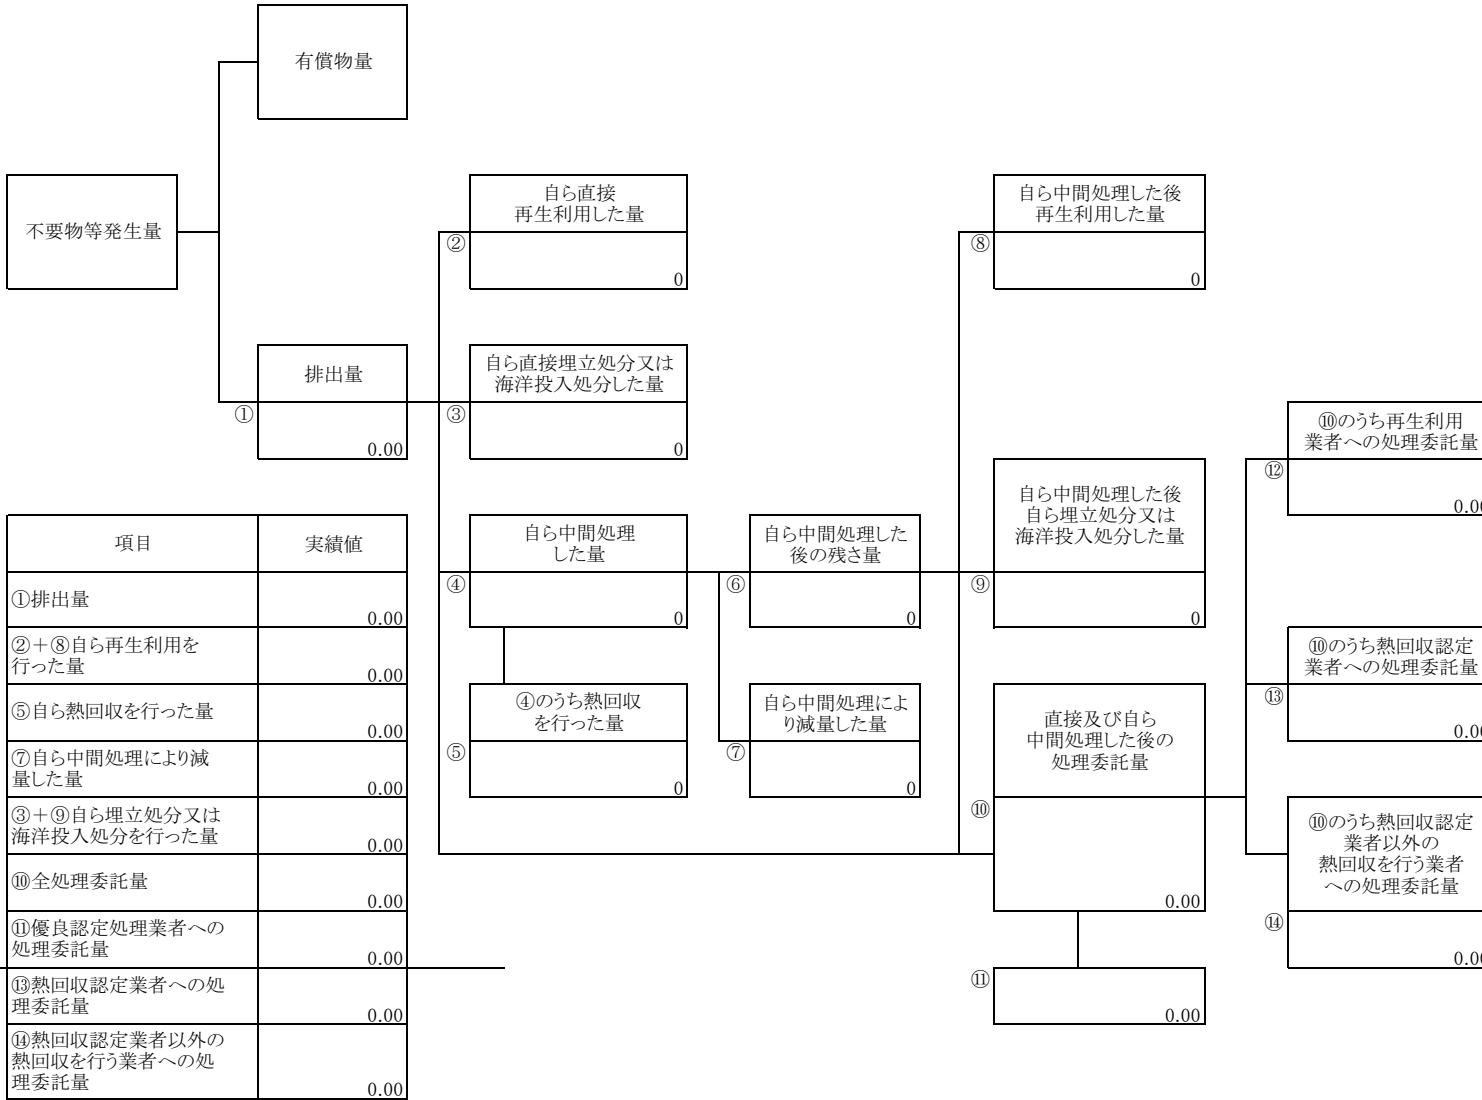 有償物量
不要物等発生量
自ら直接
再生利用した量
②
0
自ら中間処理した後
再生利用した量
⑧
0
排出量
①
0.00
自ら直接埋立処分又は
海洋投入処分した量
③
0
⑩のうち再生利用
業者への処理委託量
⑫
0.00
自ら中間処理
した量
④
0
自ら中間処理した
後の残さ量
⑥
0
自ら中間処理した後
自ら埋立処分又は
海洋投入処分した量
⑨
0
⑩のうち熱回収認定
業者への処理委託量
⑬
0.00
④のうち熱回収
を行った量
⑤
0
自ら中間処理によ
り減量した量
⑦
0
直接及び自ら
中間処理した後の
処理委託量
⑩
0.00
⑩のうち熱回収認定
業者以外の
熱回収を行う業者
への処理委託量
⑭
0.00
⑪
0.00
項目
実績値
①排出量
0.00
②+⑧自ら再生利用を
行った量
0.00
⑤自ら熱回収を行った量
0.00
⑦自ら中間処理により減
量した量
0.00
③+⑨自ら埋立処分又は
海洋投入処分を行った量
0.00
⑩全処理委託量
0.00
⑪優良認定処理業者への
処理委託量
0.00
⑬熱回収認定業者への処
理委託量
0.00
⑭熱回収認定業者以外の
熱回収を行う業者への処
理委託量
0.00